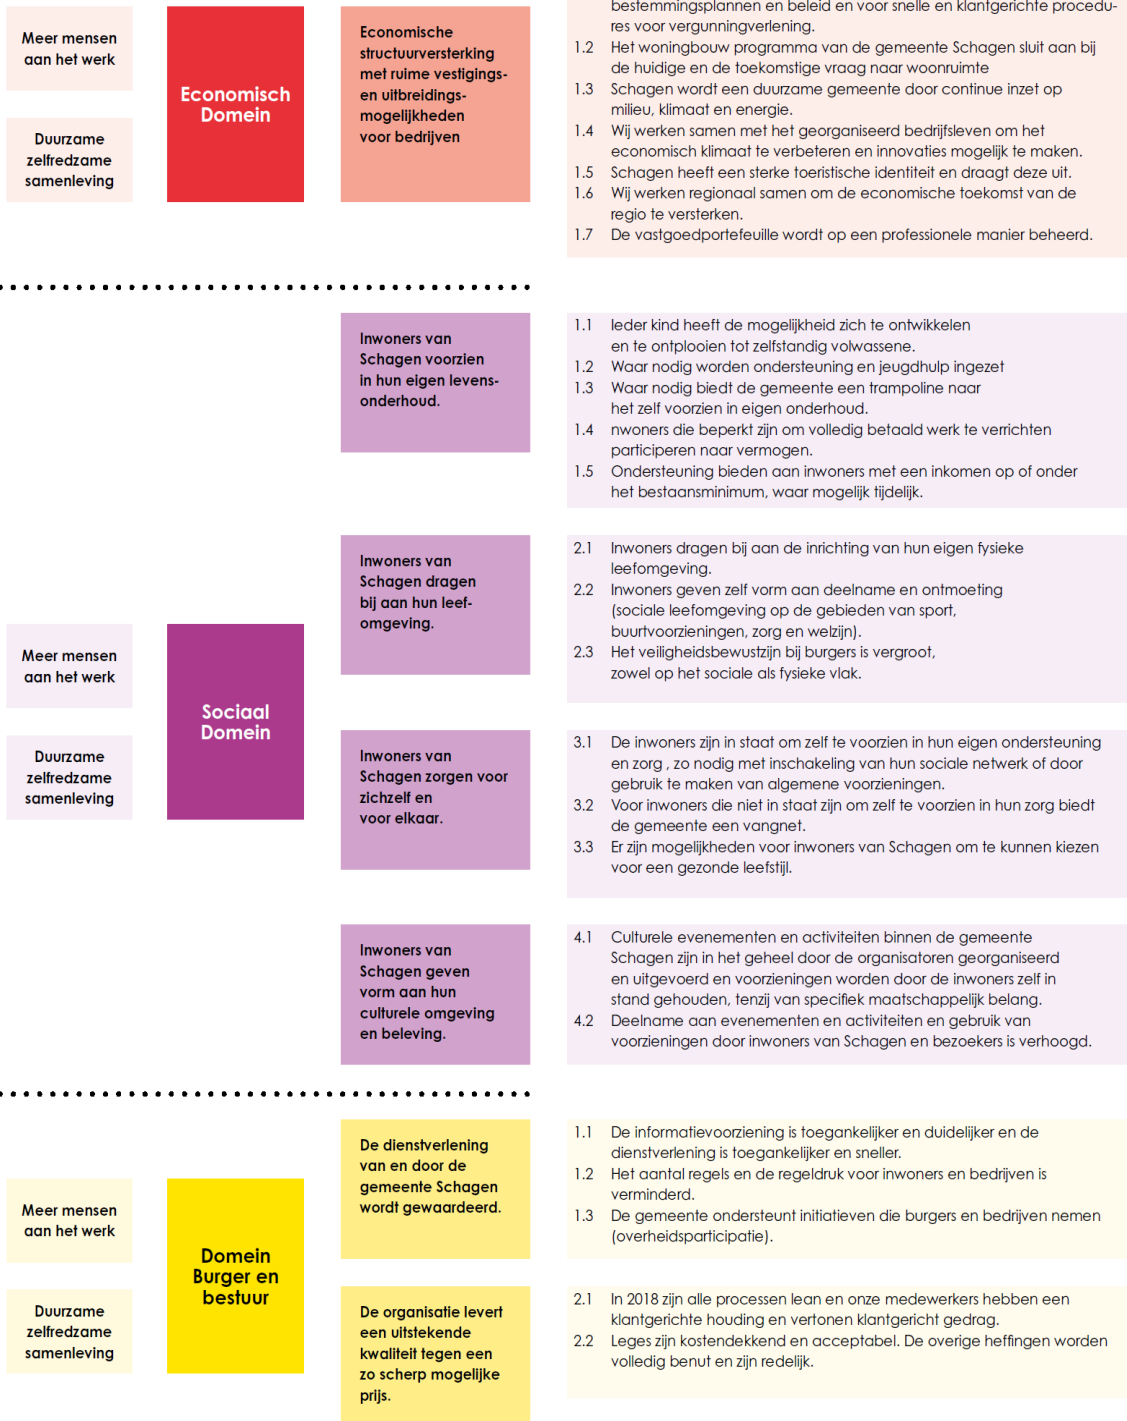 Meer mensen
aan het werk
Duurzame
zelfredzame
samenleving
Economisch
Domein
Economische
structuurversterking
met ruime vestigings-
en uitbreidings-
mogelijkheden
voor bedrijven
bestemmingsplannen en beleid en voor snelle en klantgerichte procedu-
res voor vergunningverlening.
1.2 Het woningbouw programma van de gemeente Schagen sluit aan bij
de huidige en de toekomstige vraag naar woonruimte
1.3 Schagen wordt een duurzame gemeente door continue inzet op
milieu, klimaat en energie.
1.4 Wij werken samen met het georganiseerd bedrijfsleven om het
economisch klimaat te verbeteren en innovaties mogelijk te maken.
1.5 Schagen heeft een sterke toeristische identiteit en draagt deze uit.
1.6 Wij werken regionaal samen om de economische toekomst van de
regio te versterken.
1.7 De vastgoedportefeuille wordt op een professionele manier beheerd.
Meer mensen
aan het werk
Duurzame
zelfredzame
samenleving
Sociaal
Domein
Inwoners van
Schagen voorzien
in hun eigen levens-
onderhoud.
1.1 Ieder kind heeft de mogelijkheid zich te ontwikkelen
en te ontplooien tot zelfstandig volwassene.
1.2 Waar nodig worden ondersteuning en jeugdhulp ingezet
1.3 Waar nodig biedt de gemeente een trampoline naar
het zelf voorzien in eigen onderhoud.
1.4 nwoners die beperkt zijn om volledig betaald werk te verrichten
participeren naar vermogen.
1.5 Ondersteuning bieden aan inwoners met een inkomen op of onder
het bestaansminimum, waar mogelijk tijdelijk.
Inwoners van
Schagen dragen
bij aan hun leef-
omgeving.
2.1 Inwoners dragen bij aan de inrichting van hun eigen fysieke
leefomgeving.
2.2 Inwoners geven zelf vorm aan deelname en ontmoeting
(sociale leefomgeving op de gebieden van sport,
buurtvoorzieningen, zorg en welzijn).
2.3 Het veiligheidsbewustzijn bij burgers is vergroot,
zowel op het sociale als fysieke vlak.
Inwoners van
Schagen zorgen voor
zichzelf en
voor elkaar.
3.1 De inwoners zijn in staat om zelf te voorzien in hun eigen ondersteuning
en zorg , zo nodig met inschakeling van hun sociale netwerk of door
gebruik te maken van algemene voorzieningen.
3.2 Voor inwoners die niet in staat zijn om zelf te voorzien in hun zorg biedt
de gemeente een vangnet.
3.3 Er zijn mogelijkheden voor inwoners van Schagen om te kunnen kiezen
voor een gezonde leefstijl.
Inwoners van
Schagen geven
vorm aan hun
culturele omgeving
en beleving.
4.1 Culturele evenementen en activiteiten binnen de gemeente
Schagen zijn in het geheel door de organisatoren georganiseerd
en uitgevoerd en voorzieningen worden door de inwoners zelf in
stand gehouden, tenzij van specifiek maatschappelijk belang.
4.2 Deelname aan evenementen en activiteiten en gebruik van
voorzieningen door inwoners van Schagen en bezoekers is verhoogd.
Meer mensen
aan het werk
Duurzame
zelfredzame
samenleving
Domein
Burger en
bestuur
De dienstverlening
van en door de
gemeente Schagen
wordt gewaardeerd.
1.1 De informatievoorziening is toegankelijker en duidelijker en de
dienstverlening is toegankelijker en sneller.
1.2 Het aantal regels en de regeldruk voor inwoners en bedrijven is
verminderd.
1.3 De gemeente ondersteunt initiatieven die burgers en bedrijven nemen
(overheidsparticipatie).
De organisatie levert
een uitstekende
kwaliteit tegen een
zo scherp mogelijke
prijs.
2.1 In 2018 zijn alle processen lean en onze medewerkers hebben een
klantgerichte houding en vertonen klantgericht gedrag.
2.2 Leges zijn kostendekkend en acceptabel. De overige heffingen worden
volledig benut en zijn redelijk.